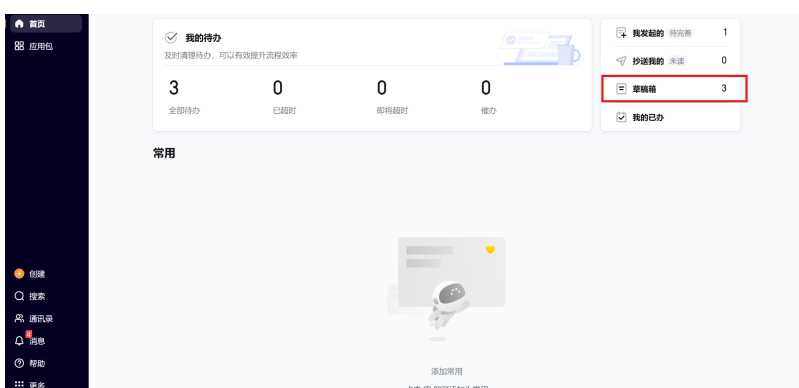 首页
应用包
创建
搜索
通讯录
4
消息
帮助
更多
我的待办
及时清理待办，可以有效提升流程效率
3 0 0 0
全部待办 已超时 即将超时 催办
我发起的 待完善 1
抄送我的 未读 0
草稿箱 3
我的已办
常用
添加常用